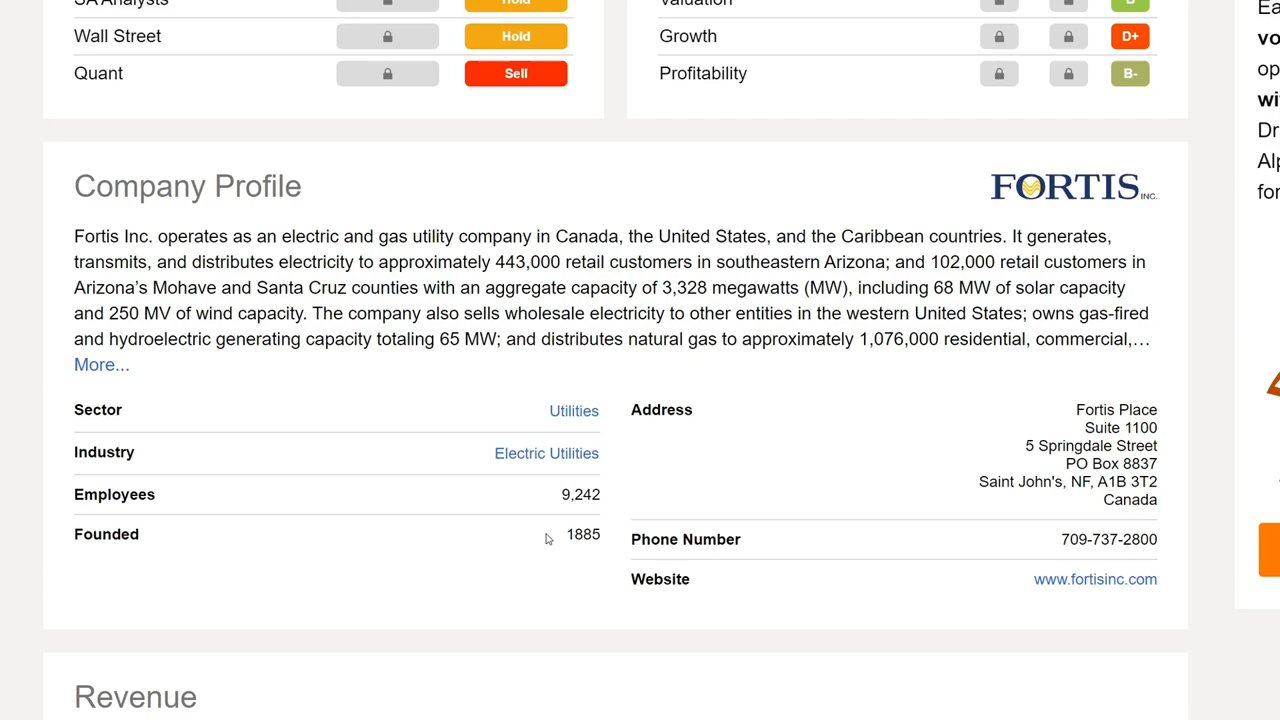 SA Analysts
Hold
Wall Street
Hold
Quant
Sell
Valuation
Growth
D+
Profitability
B-
Company Profile
FORTIS INC.
Fortis Inc. operates as an electric and gas utility company in Canada, the United States, and the Caribbean countries. It generates,
transmits, and distributes electricity to approximately 443,000 retail customers in southeastern Arizona; and 102,000 retail customers in
Arizona’s Mohave and Santa Cruz counties with an aggregate capacity of 3,328 megawatts (MW), including 68 MW of solar capacity
and 250 MV of wind capacity. The company also sells wholesale electricity to other entities in the western United States; owns gas-fired
and hydroelectric generating capacity totaling 65 MW; and distributes natural gas to approximately 1,076,000 residential, commercial,…
More...
Sector
Utilities
Industry
Electric Utilities
Employees
9,242
Founded
1885
Address
Fortis Place
Suite 1100
5 Springdale Street
PO Box 8837
Saint John's, NF, A1B 3T2
Canada
Phone Number
709-737-2800
Website
www.fortisinc.com
Revenue